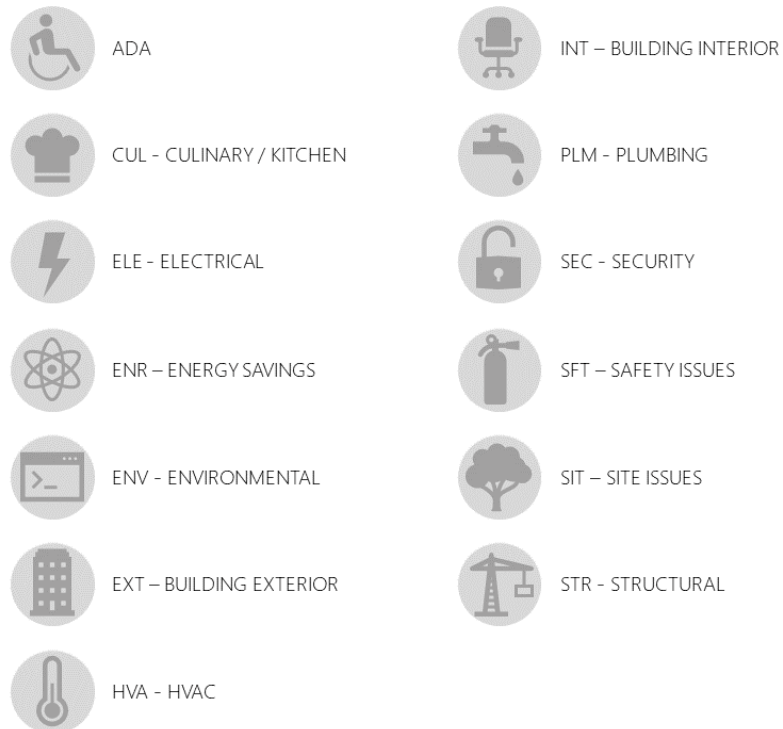 ADA
CUL - CULINARY / KITCHEN
ELE - ELECTRICAL
ENR – ENERGY SAVINGS
ENV - ENVIRONMENTAL
EXT – BUILDING EXTERIOR
HVA - HVAC
INT – BUILDING INTERIOR
PLM - PLUMBING
SEC - SECURITY
SFT – SAFETY ISSUES
SIT – SITE ISSUES
STR - STRUCTURAL